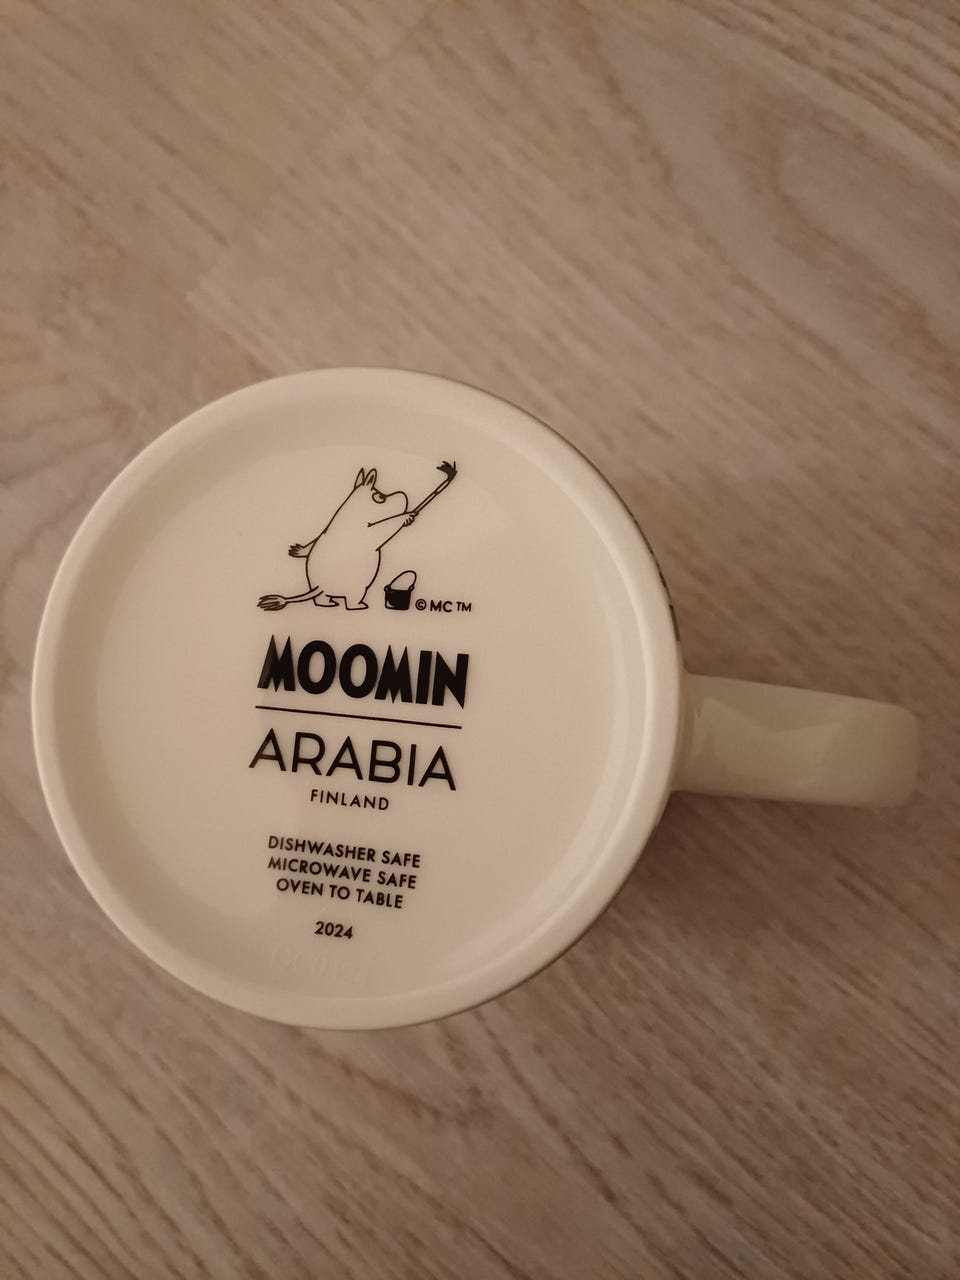 © MC TM
MOOMIN
ARABIA
FINLAND
DISHWASHER SAFE
MICROWAVE SAFE
OVEN TO TABLE
2024